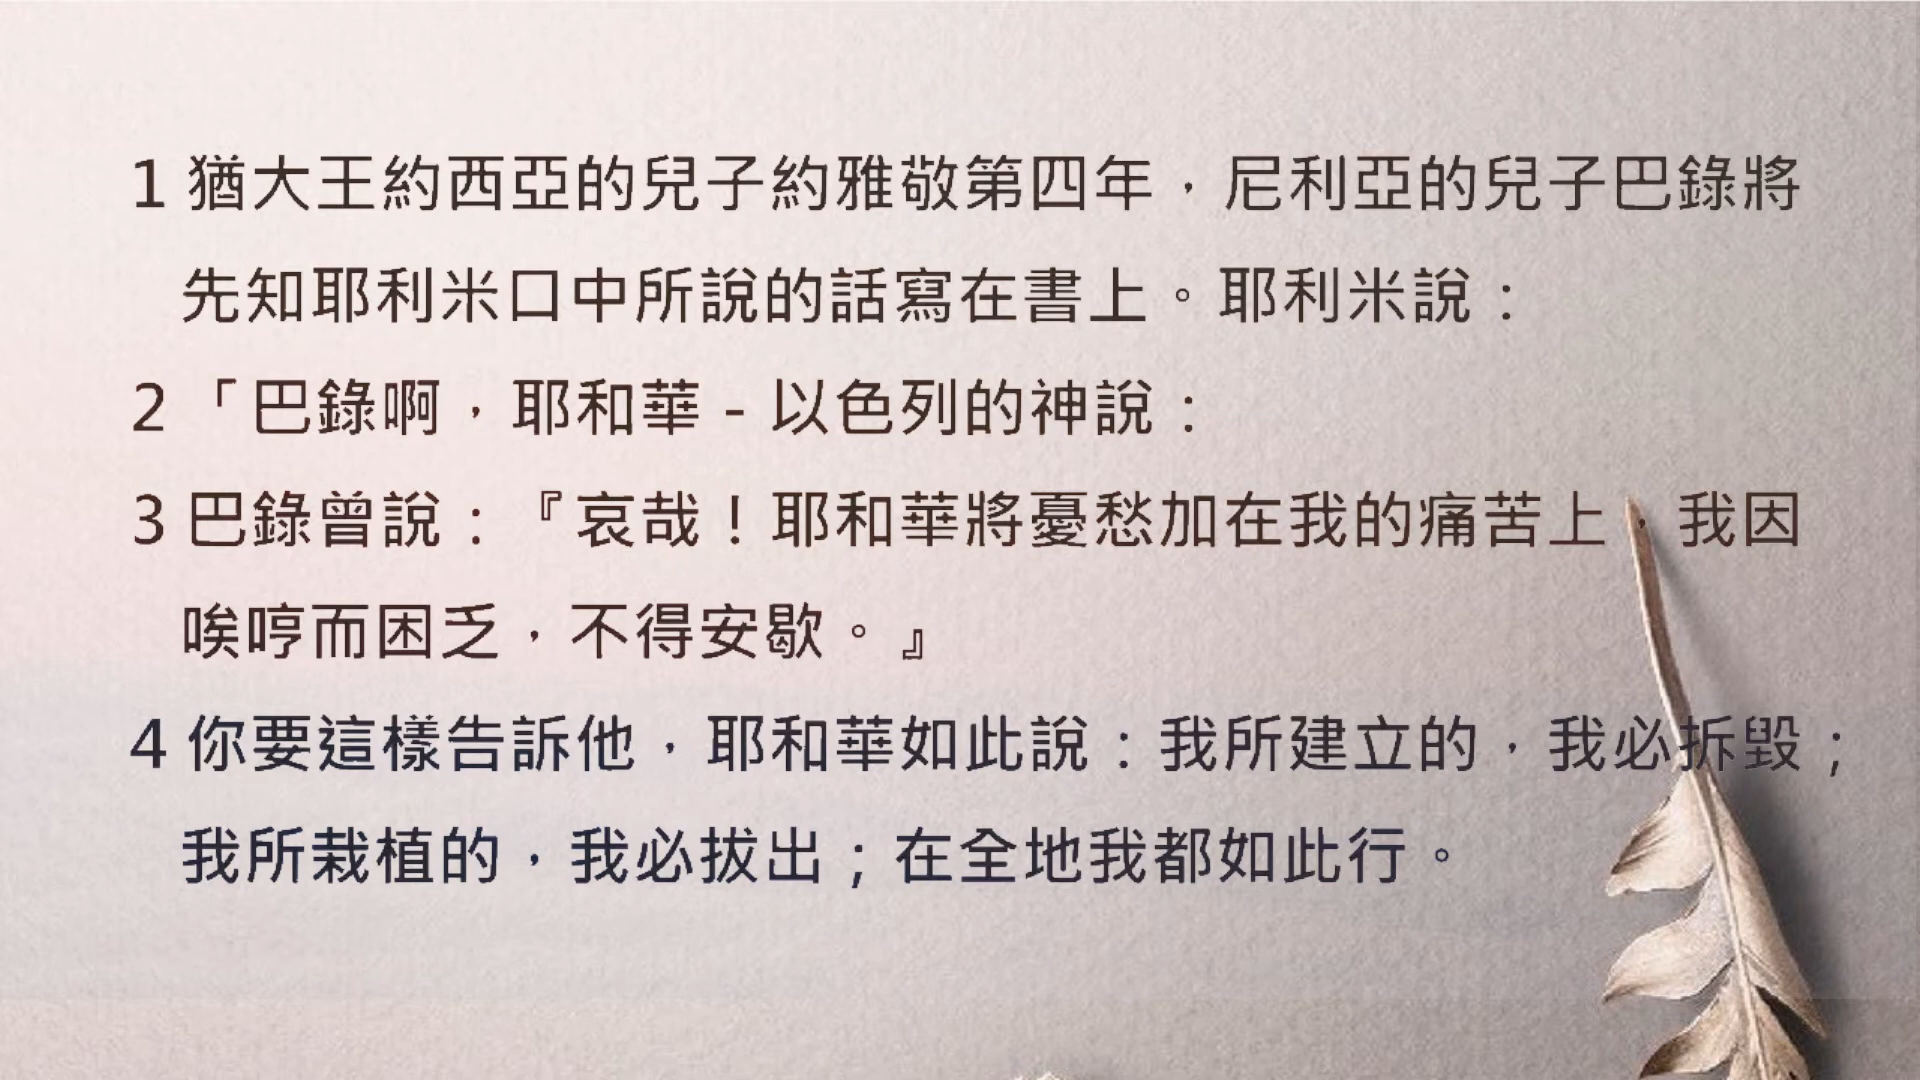 1 猶大王約西亞的兒子約雅敬第四年，尼利亞的兒子巴錄將
先知耶利米口中所說的話寫在書上。耶利米說：
2 「巴錄啊，耶和華－以色列的神說：
3 巴錄曾說：『哀哉！耶和華將憂愁加在我的痛苦上，我因
唉哼而困乏，不得安歇。』
4 你要這樣告訴他，耶和華如此說：我所建立的，我必拆毀；
我所栽植的，我必拔出；在全地我都如此行。